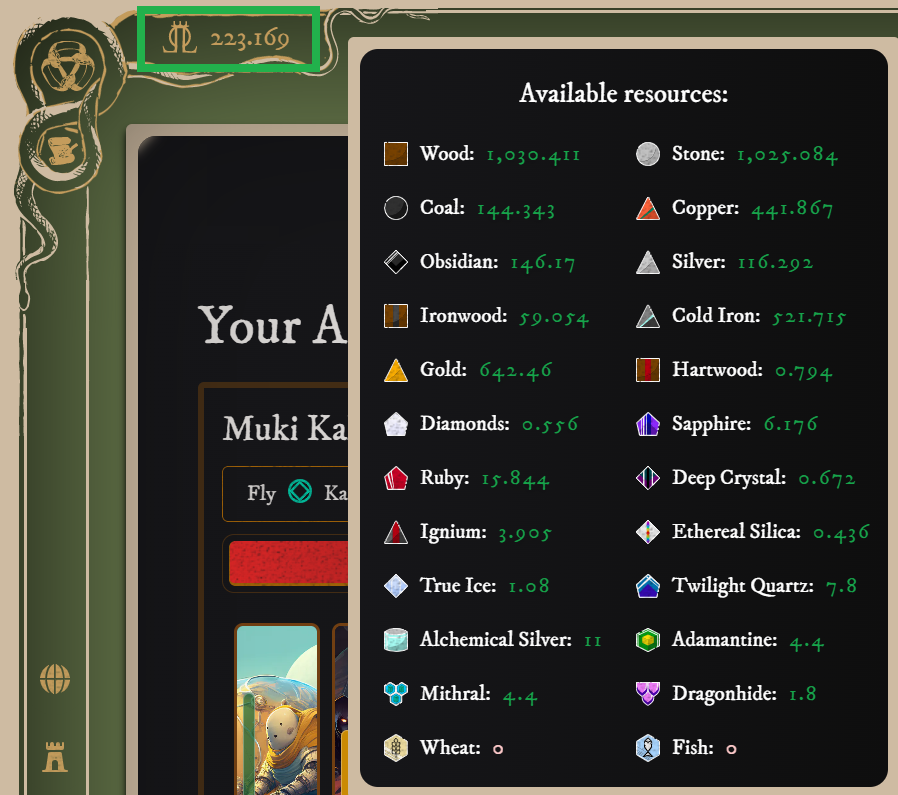 223.169
Available resources:
Wood: 1,030.411
Stone: 1,025.084
Coal: 144.343
Copper: 441.867
Obsidian: 146.17
Silver: 116.292
Ironwood: 59.054
Cold Iron: 521.715
Gold: 642.46
Hartwood: 0.794
Diamonds: 0.556
Sapphire: 6.176
Ruby: 15.844
Deep Crystal: 0.672
Ignium: 3.905
Ethereal Silica: 0.436
True Ice: 1.08
Twilight Quartz: 7.8
Alchemical Silver: 11
Adamantine: 4.4
Mithral: 4.4
Dragonhide: 1.8
Wheat: 0
Fish: 0
Your A
Muki Ka
Fly Ka